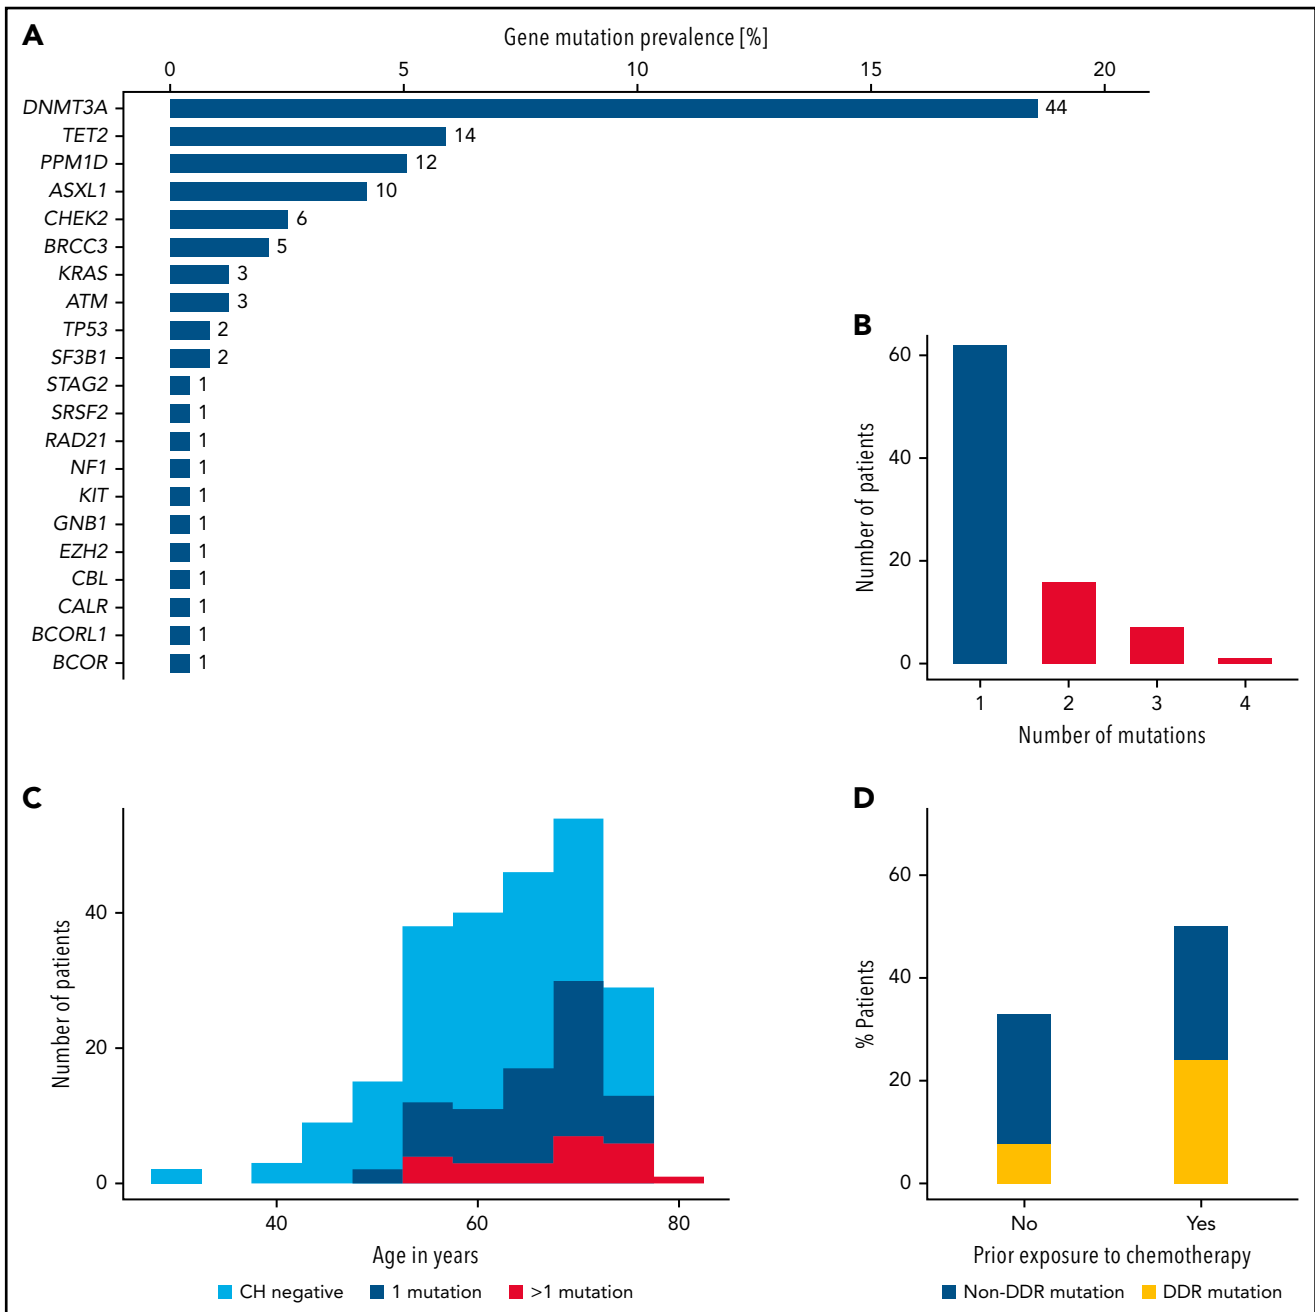 A
Gene mutation prevalence [%]
0 5 10 15 20
DNMT3A 44
TET2 14
PPM1D 12
ASXL1 10
CHEK2 6
BRCC3 5
KRAS 3
ATM 3
TP53 2
SF3B1 2
STAG2 1
SRSF2 1
RAD21 1
NF1 1
KIT 1
GNB1 1
EZH2 1
CBL 1
CALR 1
BCORL1 1
BCOR 1
B
Number of patients
60
40
20
0
1 2 3 4
Number of mutations
C
Number of patients
40
20
0
40 60 80
Age in years
CH negative 1 mutation >1 mutation
D
% Patients
60
40
20
0
No Yes
Prior exposure to chemotherapy
Non-DDR mutation DDR mutation